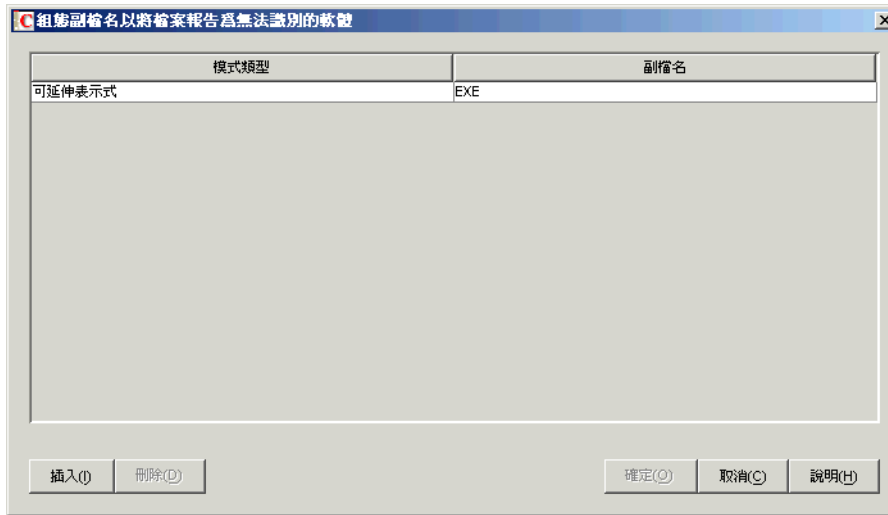 組態副檔名以將檔案報告為無法識別的軟體
模式類型 副檔名
可延伸表示式 EXE
插入(I) 刪除(D) 確定(O) 取消(C) 說明(H)